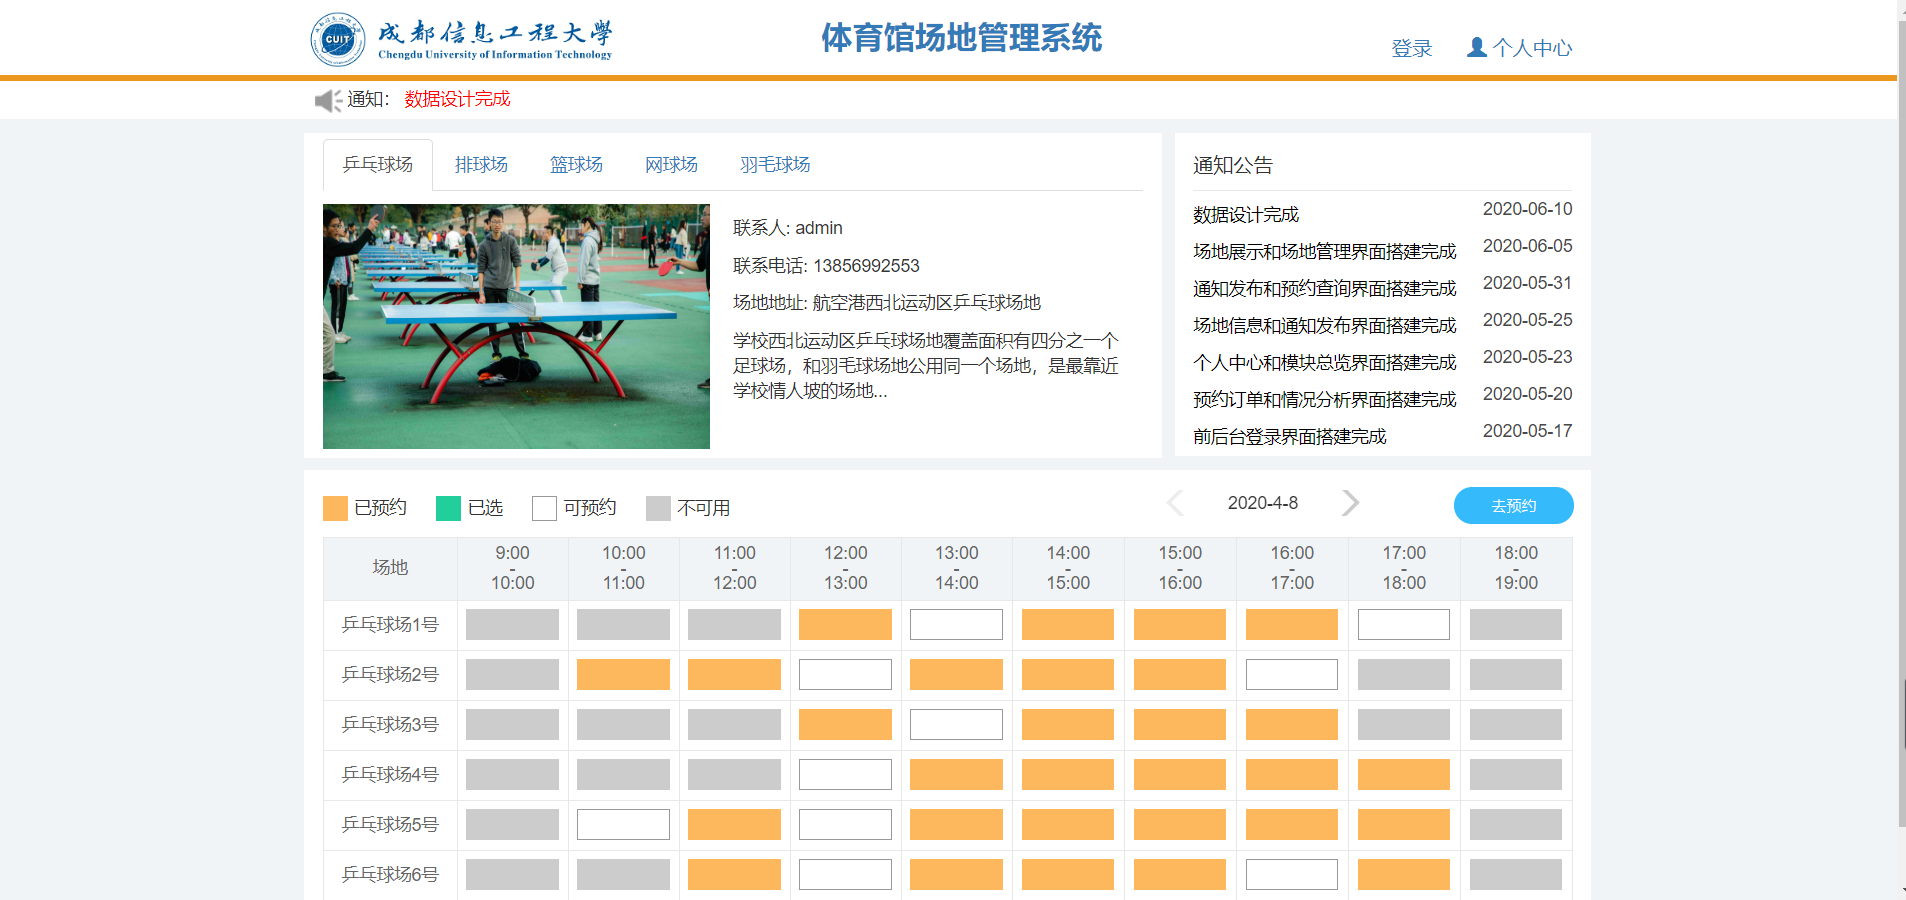 CUIT
成都信息工程大學
Chengdu University of Information Technology
体育馆场地管理系统
登录 个人中心
通知： 数据设计完成
乒乓球场 排球场 篮球场 网球场 羽毛球场
联系人: admin
联系电话: 13856992553
场地地址: 航空港西北运动区乒乓球场地
学校西北运动区乒乓球场地覆盖面积有四分之一个
足球场，和羽毛球场地公用同一个场地，是最靠近
学校情人坡的场地...
通知公告
数据设计完成 2020-06-10
场地展示和场地管理界面搭建完成 2020-06-05
通知发布和预约查询界面搭建完成 2020-05-31
场地信息和通知发布界面搭建完成 2020-05-25
个人中心和模块总览界面搭建完成 2020-05-23
预约订单和情况分析界面搭建完成 2020-05-20
前后台登录界面搭建完成 2020-05-17
已预约 已选 可预约 不可用
2020-4-8
去预约
场地
9:00
-
10:00
10:00
-
11:00
11:00
-
12:00
12:00
-
13:00
13:00
-
14:00
14:00
-
15:00
15:00
-
16:00
16:00
-
17:00
17:00
-
18:00
18:00
-
19:00
乒乓球场1号
乒乓球场2号
乒乓球场3号
乒乓球场4号
乒乓球场5号
乒乓球场6号